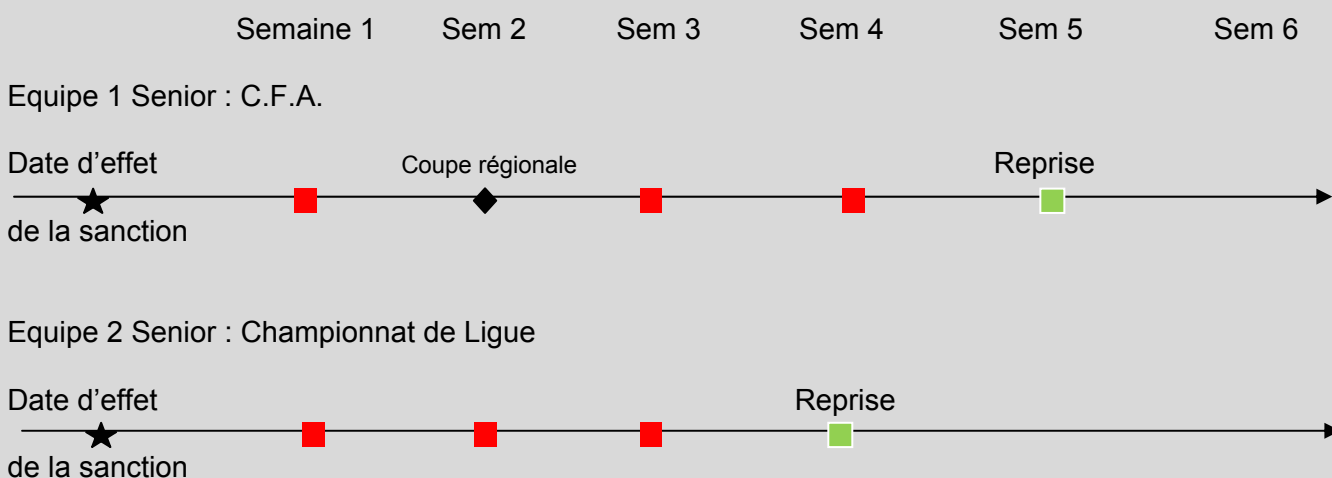 Semaine 1 Sem 2 Sem 3 Sem 4 Sem 5 Sem 6
Equipe 1 Senior : C.F.A.
Date d’effet Coupe régionale Reprise
de la sanction
Equipe 2 Senior : Championnat de Ligue
Date d’effet Reprise
de la sanction